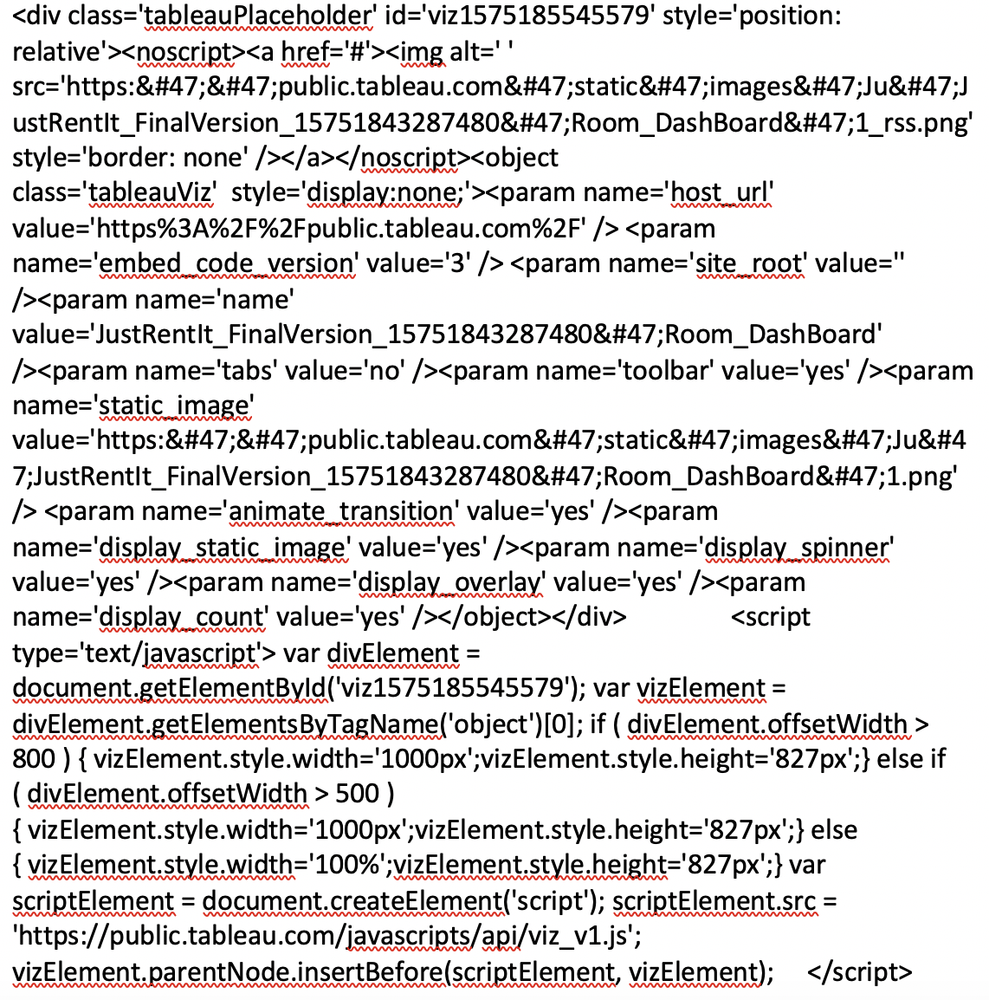 <div class='tableauPlaceholder' id='viz1575185545579' style='position:
relative'><noscript><a href='#'><img alt=' '
src='https:&#47;&#47;public.tableau.com&#47;static&#47;images&#47;Ju&#47;J
ustRentIt_FinalVersion_15751843287480&#47;Room_DashBoard&#47;1_rss.png'
style='border: none' /></a></noscript><object
class='tableauViz'  style='display:none;'><param name='host_url'
value='https%3A%2F%2Fpublic.tableau.com%2F' /> <param
name='embed_code_version' value='3' /> <param name='site_root' value=''
/><param name='name'
value='JustRentIt_FinalVersion_15751843287480&#47;Room_DashBoard'
/><param name='tabs' value='no' /><param name='toolbar' value='yes' /><param
name='static_image'
value='https:&#47;&#47;public.tableau.com&#47;static&#47;images&#47;Ju&#4
7;JustRentIt_FinalVersion_15751843287480&#47;Room_DashBoard&#47;1.png'
/> <param name='animate_transition' value='yes' /><param
name='display_static_image' value='yes' /><param name='display_spinner'
value='yes' /><param name='display_overlay' value='yes' /><param
name='display_count' value='yes' /></object></div>                <script
type='text/javascript'> var divElement =
document.getElementById('viz1575185545579'); var vizElement =
divElement.getElementsByTagName('object')[0]; if ( divElement.offsetWidth >
800 ) { vizElement.style.width='1000px';vizElement.style.height='827px';} else if
( divElement.offsetWidth > 500 )
{ vizElement.style.width='1000px';vizElement.style.height='827px';} else
{ vizElement.style.width='100%';vizElement.style.height='827px';} var
scriptElement = document.createElement('script'); scriptElement.src =
'https://public.tableau.com/javascripts/api/viz_v1.js';
vizElement.parentNode.insertBefore(scriptElement, vizElement);     </script>